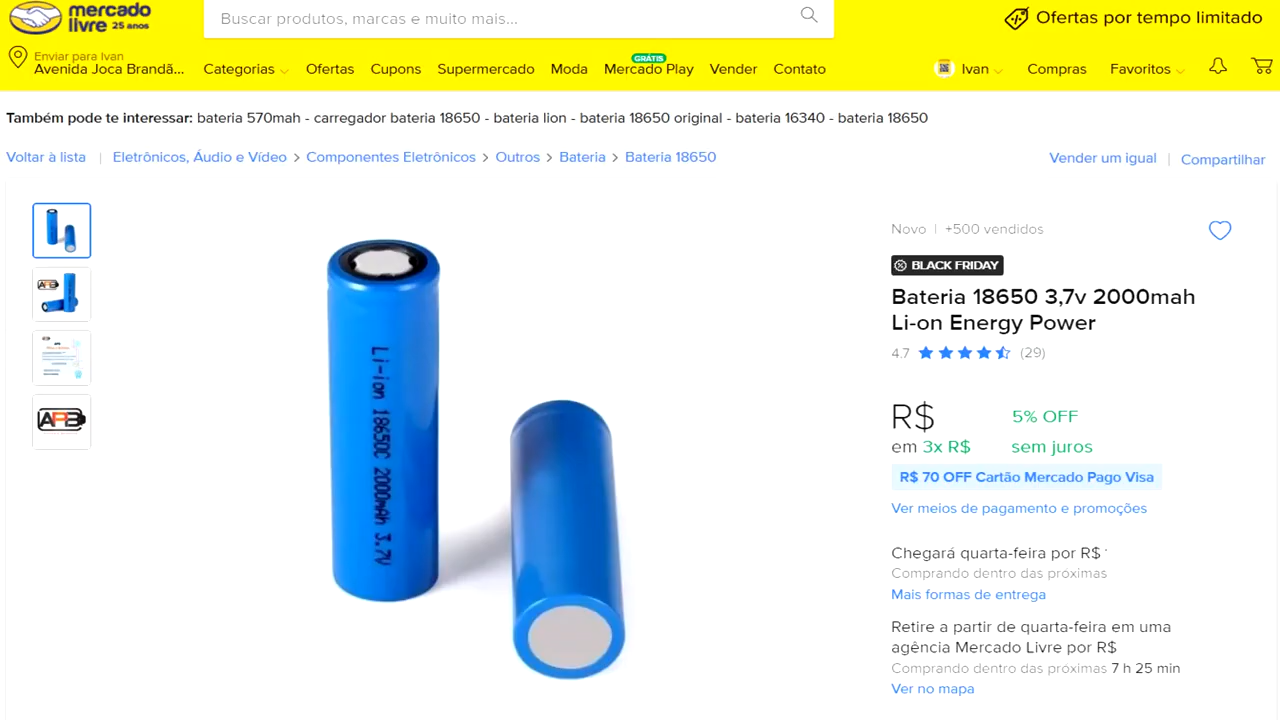 mercado
livre 25 anos
Buscar produtos, marcas e muito mais...
Ofertas por tempo limitado
Enviar para Ivan
Avenida Joca Brandã...
Categorias Ofertas Cupons Supermercado Moda Mercado Play GRÁTIS Vender Contato
Ivan Compras Favoritos
Também pode te interessar: bateria 570mah - carregador bateria 18650 - bateria lion - bateria 18650 original - bateria 16340 - bateria 18650
Voltar à lista | Eletrônicos, Áudio e Vídeo > Componentes Eletrônicos > Outros > Bateria > Bateria 18650
Vender um igual | Compartilhar
APB
APB
Li-ion 18650C 2000mAh 3.7V
Novo | +500 vendidos
BLACK FRIDAY
Bateria 18650 3,7v 2000mah
Li-on Energy Power
4.7 (29)
R$ 5% OFF
em 3x R$ sem juros
R$ 70 OFF Cartão Mercado Pago Visa
Ver meios de pagamento e promoções
Chegará quarta-feira por R$
Comprando dentro das próximas
Mais formas de entrega
Retire a partir de quarta-feira em uma
agência Mercado Livre por R$
Comprando dentro das próximas 7 h 25 min
Ver no mapa